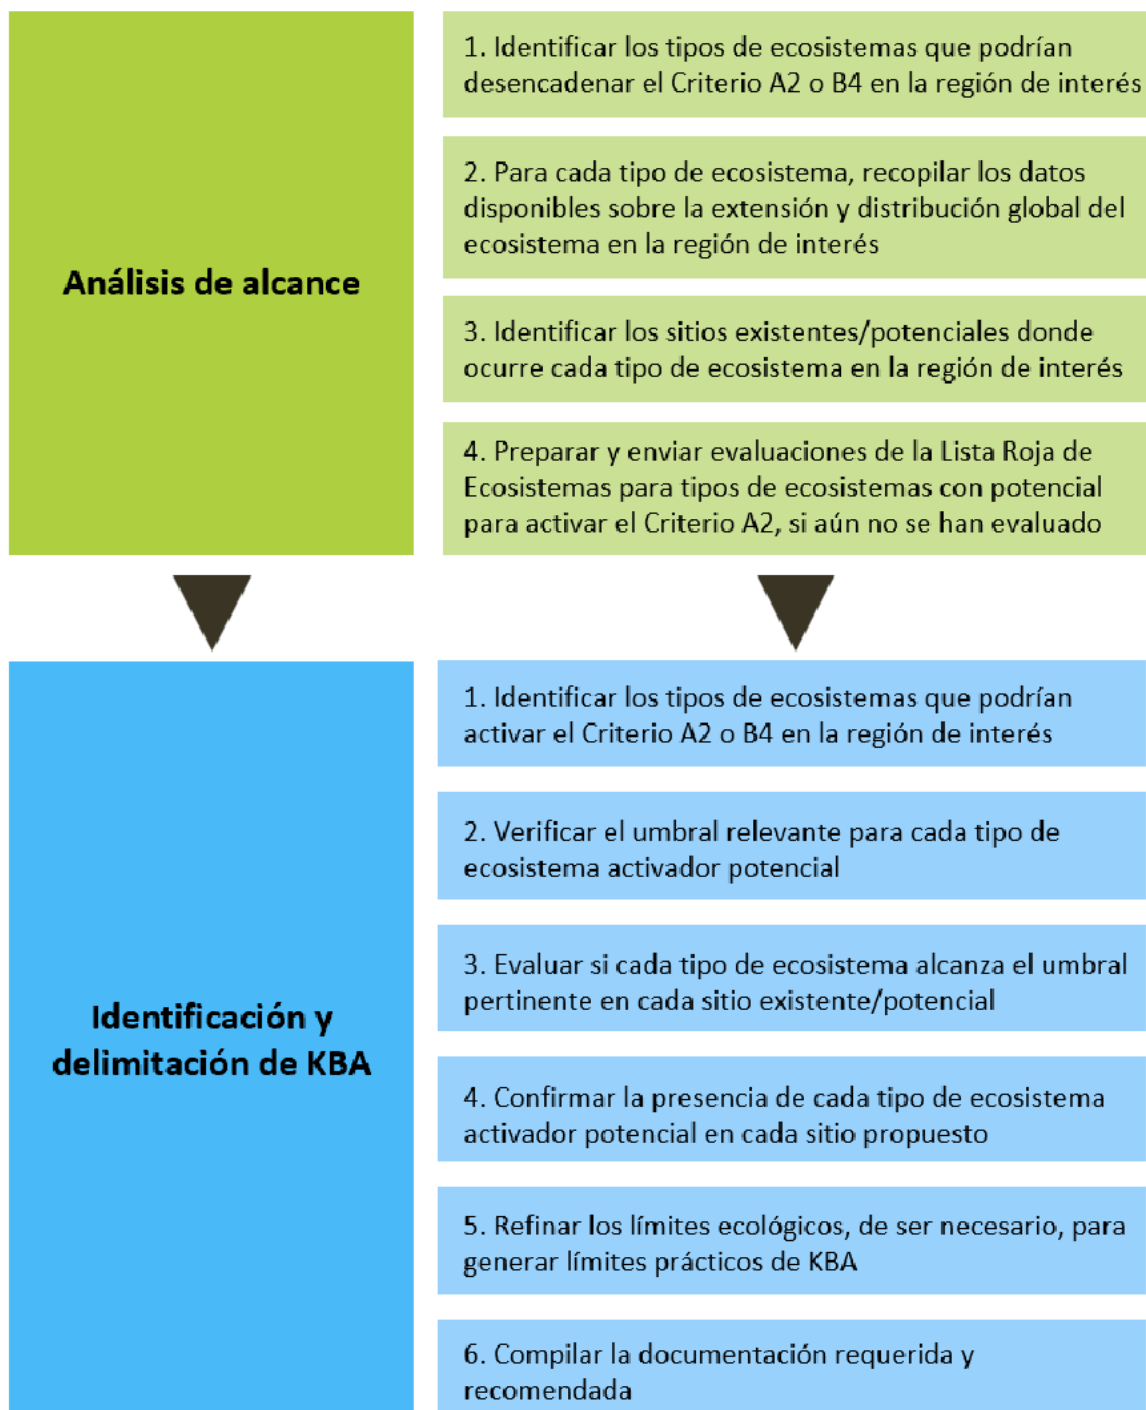 Análisis de alcance
1. Identificar los tipos de ecosistemas que podrían
desencadenar el Criterio A2 o B4 en la región de interés
2. Para cada tipo de ecosistema, recopilar los datos
disponibles sobre la extensión y distribución global del
ecosistema en la región de interés
3. Identificar los sitios existentes/potenciales donde
ocurre cada tipo de ecosistema en la región de interés
4. Preparar y enviar evaluaciones de la Lista Roja de
Ecosistemas para tipos de ecosistemas con potencial
para activar el Criterio A2, si aún no se han evaluado
Identificación y
delimitación de KBA
1. Identificar los tipos de ecosistemas que podrían
activar el Criterio A2 o B4 en la región de interés
2. Verificar el umbral relevante para cada tipo de
ecosistema activador potencial
3. Evaluar si cada tipo de ecosistema alcanza el umbral
pertinente en cada sitio existente/potencial
4. Confirmar la presencia de cada tipo de ecosistema
activador potencial en cada sitio propuesto
5. Refinar los límites ecológicos, de ser necesario, para
generar límites prácticos de KBA
6. Compilar la documentación requerida y
recomendada